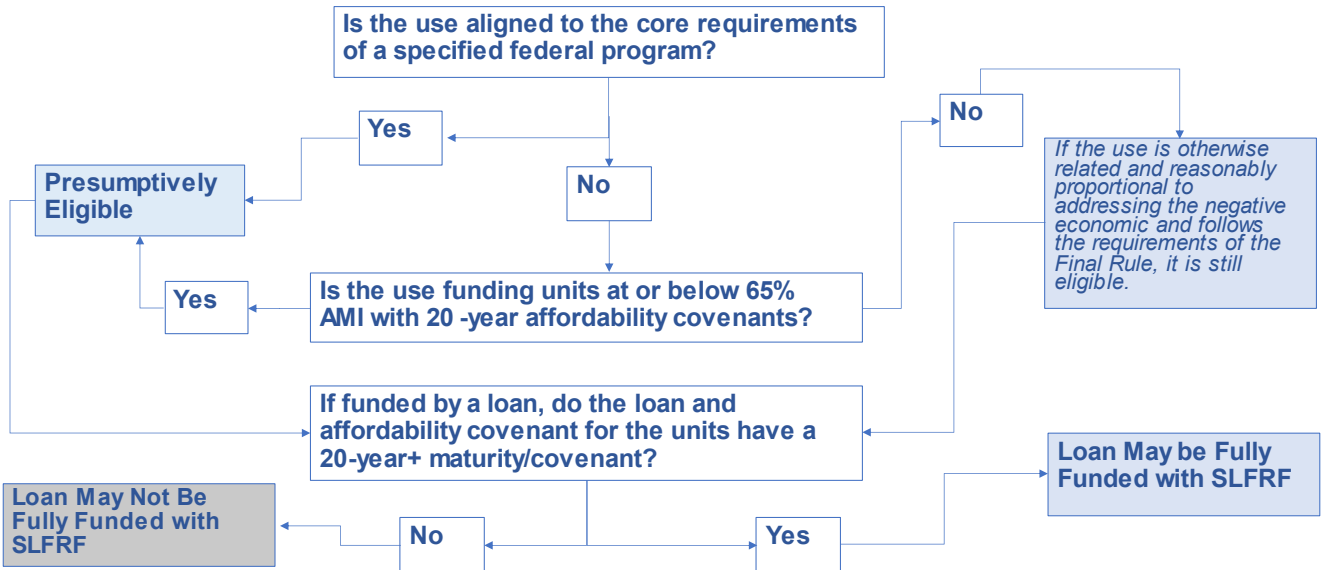 Is the use aligned to the core requirements
of a specified federal program?
Yes
No
No
If the use is otherwise
related and reasonably
proportional to
addressing the negative
economic and follows
the requirements of the
Final Rule, it is still
eligible.
Presumptively
Eligible
Yes
Is the use funding units at or below 65%
AMI with 20 -year affordability covenants?
If funded by a loan, do the loan and
affordability covenant for the units have a
20-year+ maturity/covenant?
Loan May be Fully
Funded with SLFRF
Loan May Not Be
Fully Funded with
SLFRF
No
Yes